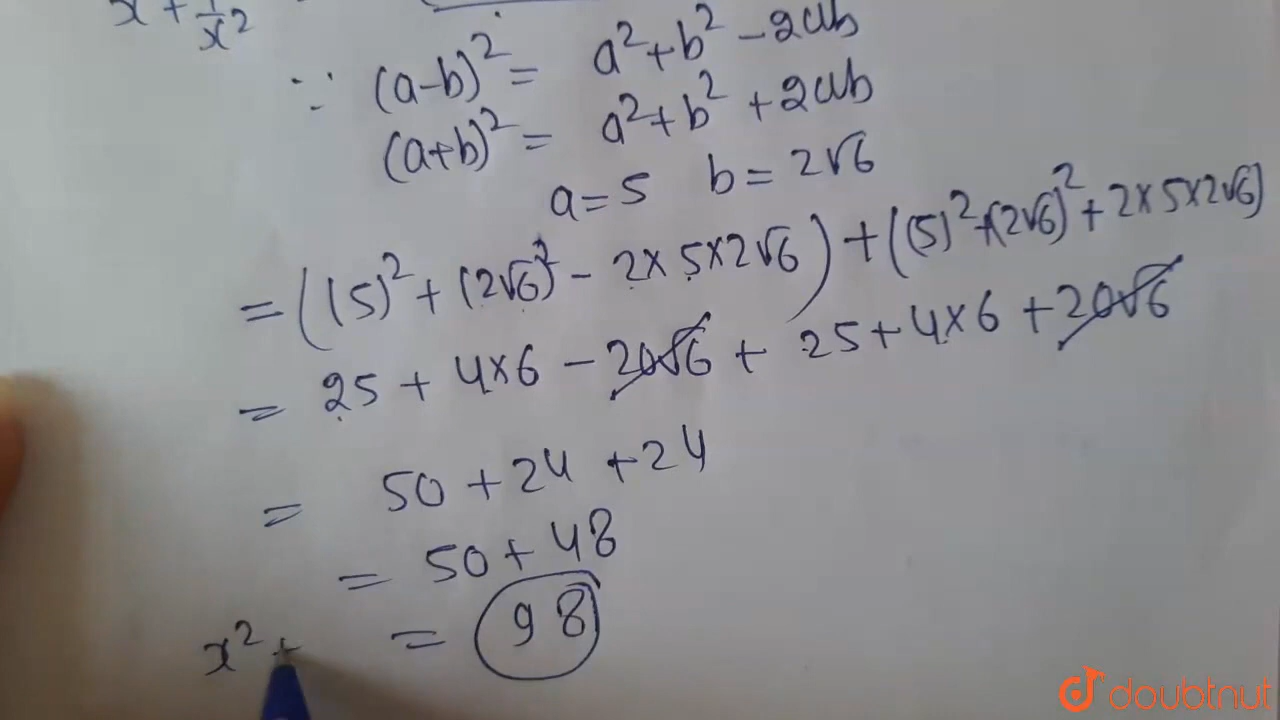 x + 1/x²
∵ (a-b)² = a²+b² -2ab
(a+b)² = a²+b² +2ab
a=5 b= 2√6
= ((5)² + (2√6)² - 2×5×2√6) + ((5)²+(2√6)² + 2×5×2√6)
= 25 + 4×6 - 20√6 + 25+4×6 +20√6
= 50 +24 +24
= 50+48
x² + = 98
doubtnut